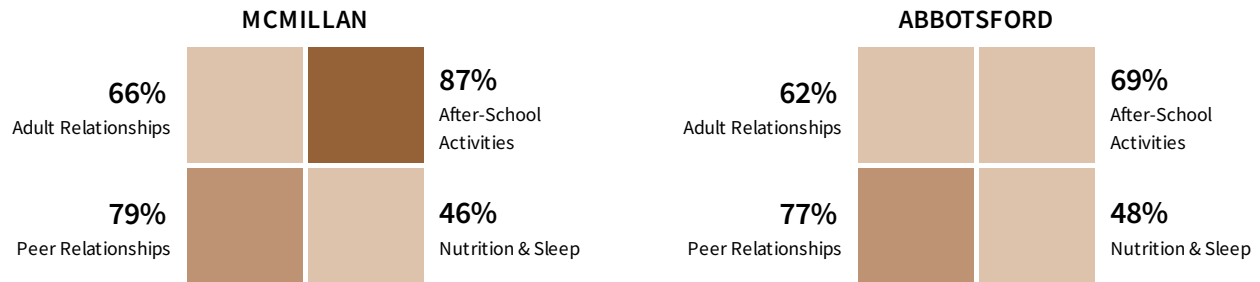 MCMILLAN
66%
Adult Relationships
87%
After-School
Activities
79%
Peer Relationships
46%
Nutrition & Sleep
ABBOTSFORD
62%
Adult Relationships
69%
After-School
Activities
77%
Peer Relationships
48%
Nutrition & Sleep